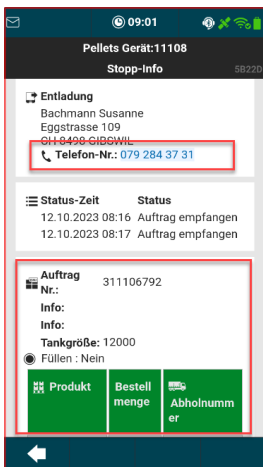 09:01
Pellets Gerät:11108
Stopp-Info 5B22D
Entladung
Bachmann Susanne
Eggstrasse 109
CH 8498 GIBSWIL
Telefon-Nr.: 079 284 37 31
Status-Zeit Status
12.10.2023 08:16 Auftrag empfangen
12.10.2023 08:17 Auftrag empfangen
Auftrag Nr.: 311106792
Info:
Info:
Tankgröße: 12000
Füllen : Nein
Produkt Bestell Abholnumm
menge er